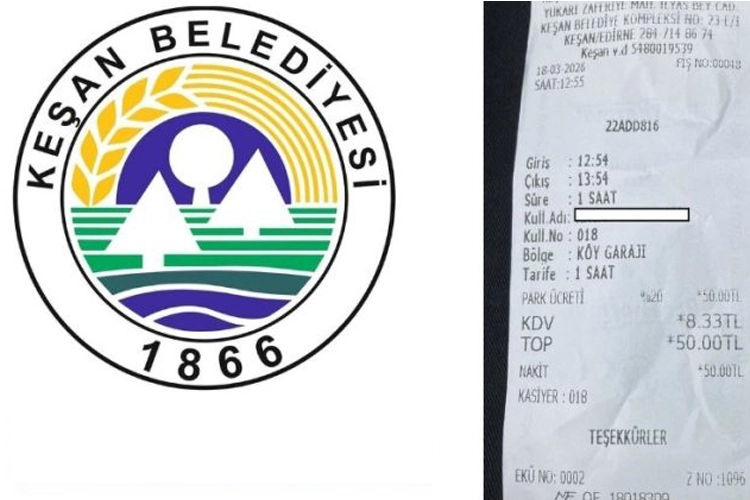 KEŞAN BELEDİYESİ
1866
YUKARI ZAFERİYE MAH. İLYAS BEY CAD.
KEŞAN BELEDİYE KOMPLEKSİ NO: 23-E/1
KEŞAN/EDİRNE 284 714 86 74
Keşan v.d 5480019539
18-03-2026 FİŞ NO:00048
SAAT:12:55
22ADD816
Giriş : 12:54
Çıkış : 13:54
Süre : 1 SAAT
Kull.Adı:
Kull.No : 018
Bölge : KÖY GARAJI
Tarife : 1 SAAT
PARK ÜCRETİ %20 *50.00TL
KDV *8.33TL
TOP *50.00TL
NAKİT *50.00TL
KASİYER : 018
TEŞEKKÜRLER
EKÜ NO: 0002 Z NO :1096